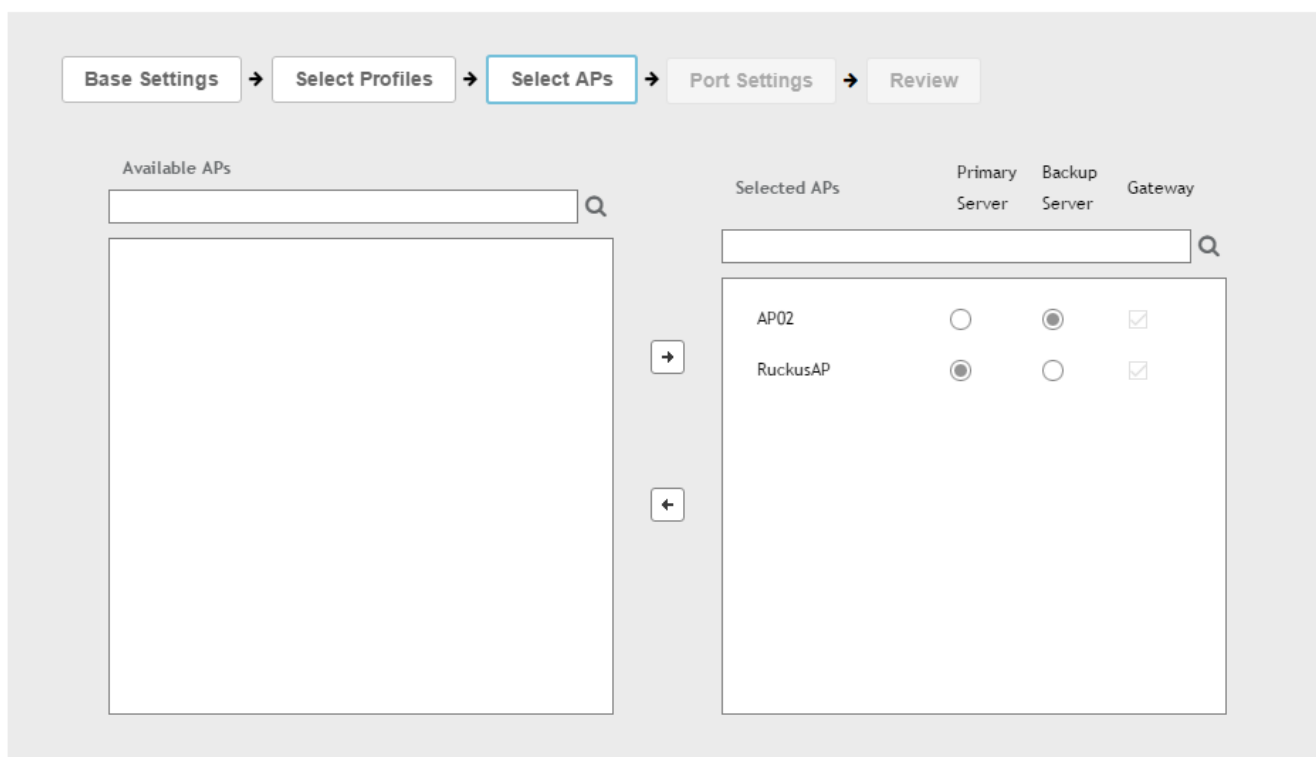 Base Settings → Select Profiles → Select APs → Port Settings → Review
Available APs
Selected APs
Primary Server
Backup Server
Gateway
AP02
RuckusAP